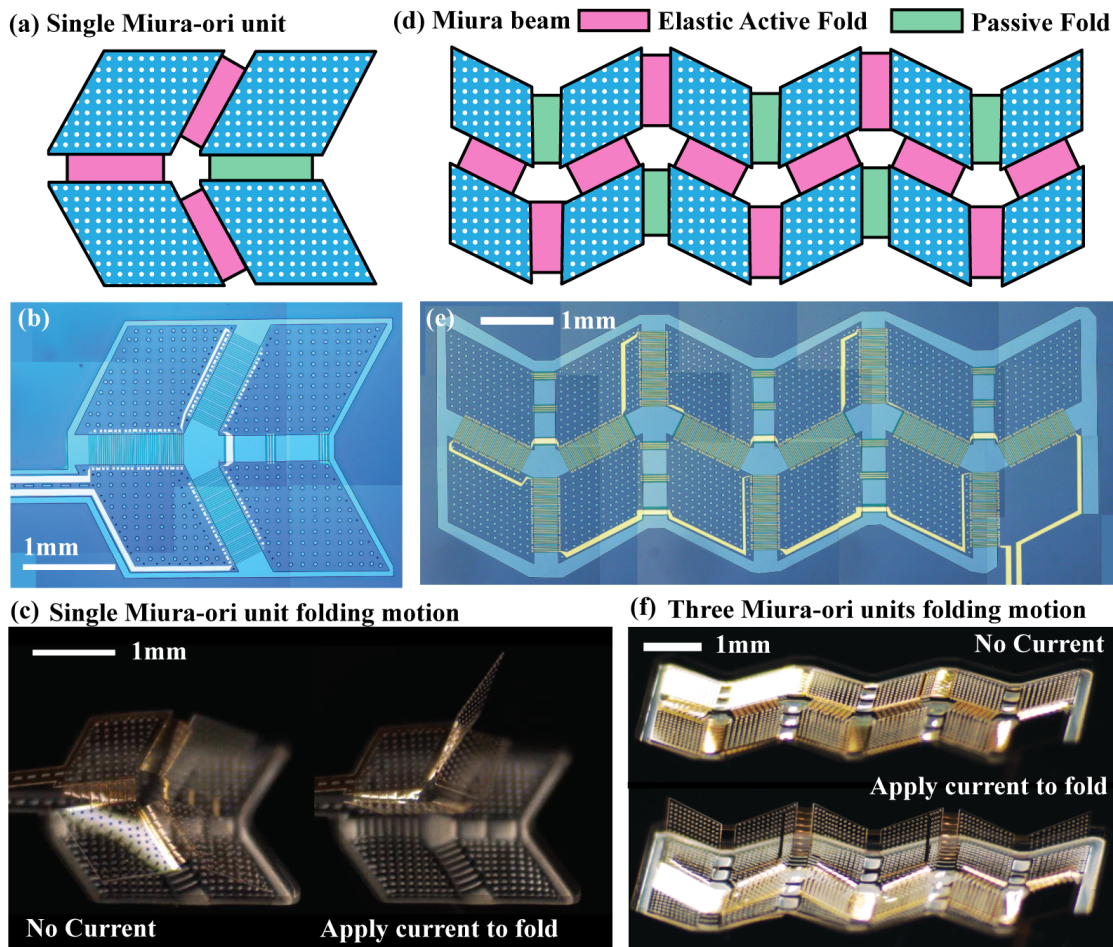 (a) Single Miura-ori unit
(d) Miura beam
Elastic Active Fold
Passive Fold
(b)
1mm
(e)
1mm
(c) Single Miura-ori unit folding motion
1mm
No Current
Apply current to fold
(f) Three Miura-ori units folding motion
1mm
No Current
Apply current to fold